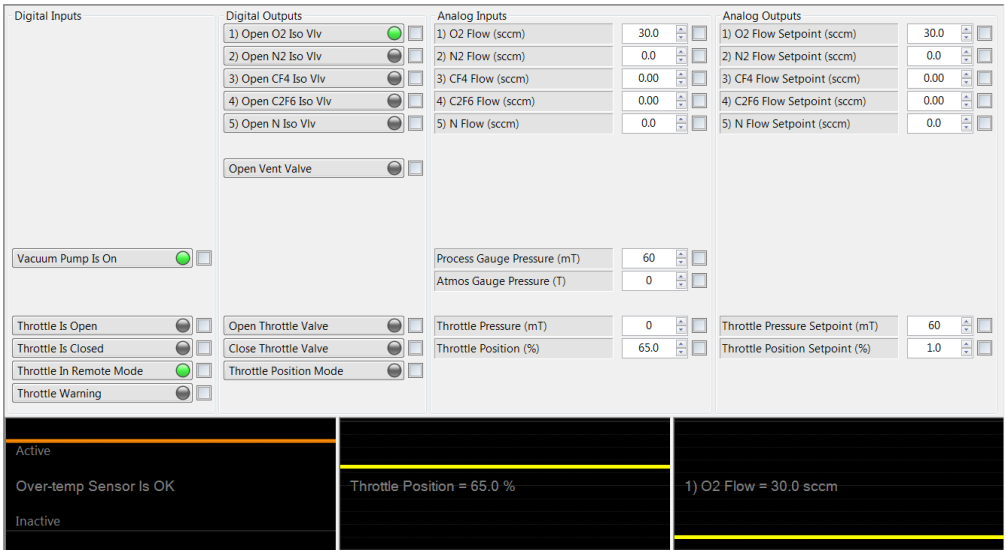 Digital Inputs
Digital Outputs
Analog Inputs
Analog Outputs
1) Open O2 Iso Vlv
1) O2 Flow (sccm)
30.0
1) O2 Flow Setpoint (sccm)
30.0
2) Open N2 Iso Vlv
2) N2 Flow (sccm)
0.0
2) N2 Flow Setpoint (sccm)
0.0
3) Open CF4 Iso Vlv
3) CF4 Flow (sccm)
0.00
3) CF4 Flow Setpoint (sccm)
0.00
4) Open C2F6 Iso Vlv
4) C2F6 Flow (sccm)
0.00
4) C2F6 Flow Setpoint (sccm)
0.00
5) Open N Iso Vlv
5) N Flow (sccm)
0.0
5) N Flow Setpoint (sccm)
0.0
Open Vent Valve
Vacuum Pump Is On
Process Gauge Pressure (mT)
60
Atmos Gauge Pressure (T)
0
Throttle Is Open
Open Throttle Valve
Throttle Pressure (mT)
0
Throttle Pressure Setpoint (mT)
60
Throttle Is Closed
Close Throttle Valve
Throttle Position (%)
65.0
Throttle Position Setpoint (%)
1.0
Throttle In Remote Mode
Throttle Position Mode
Throttle Warning
Active
Over-temp Sensor Is OK
Inactive
Throttle Position = 65.0 %
1) O2 Flow = 30.0 sccm